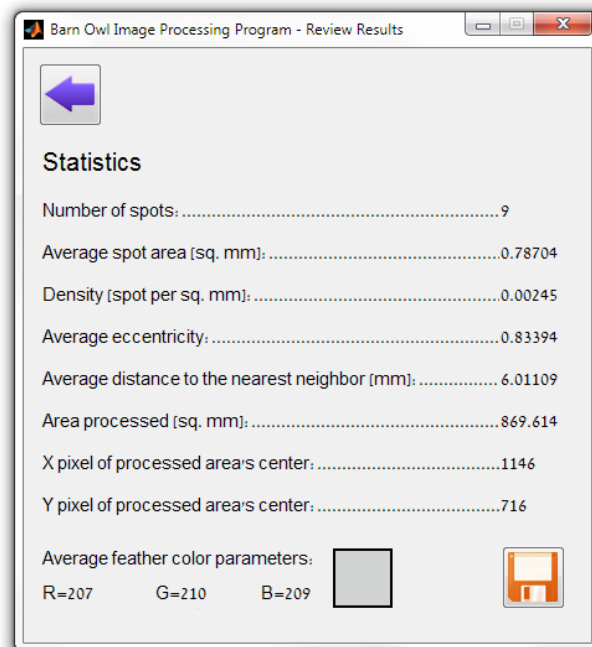 Barn Owl Image Processing Program - Review Results
Statistics
Number of spots: 9
Average spot area [sq. mm]: 0.78704
Density [spot per sq. mm]: 0.00245
Average eccentricity: 0.83394
Average distance to the nearest neighbor [mm]: 6.01109
Area processed [sq. mm]: 869.614
X pixel of processed area's center: 1146
Y pixel of processed area's center: 716
Average feather color parameters:
R=207 G=210 B=209